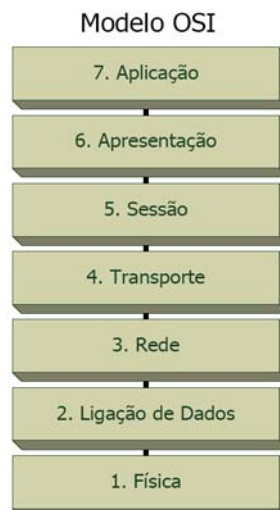 Modelo OSI
7. Aplicação
6. Apresentação
5. Sessão
4. Transporte
3. Rede
2. Ligação de Dados
1. Física